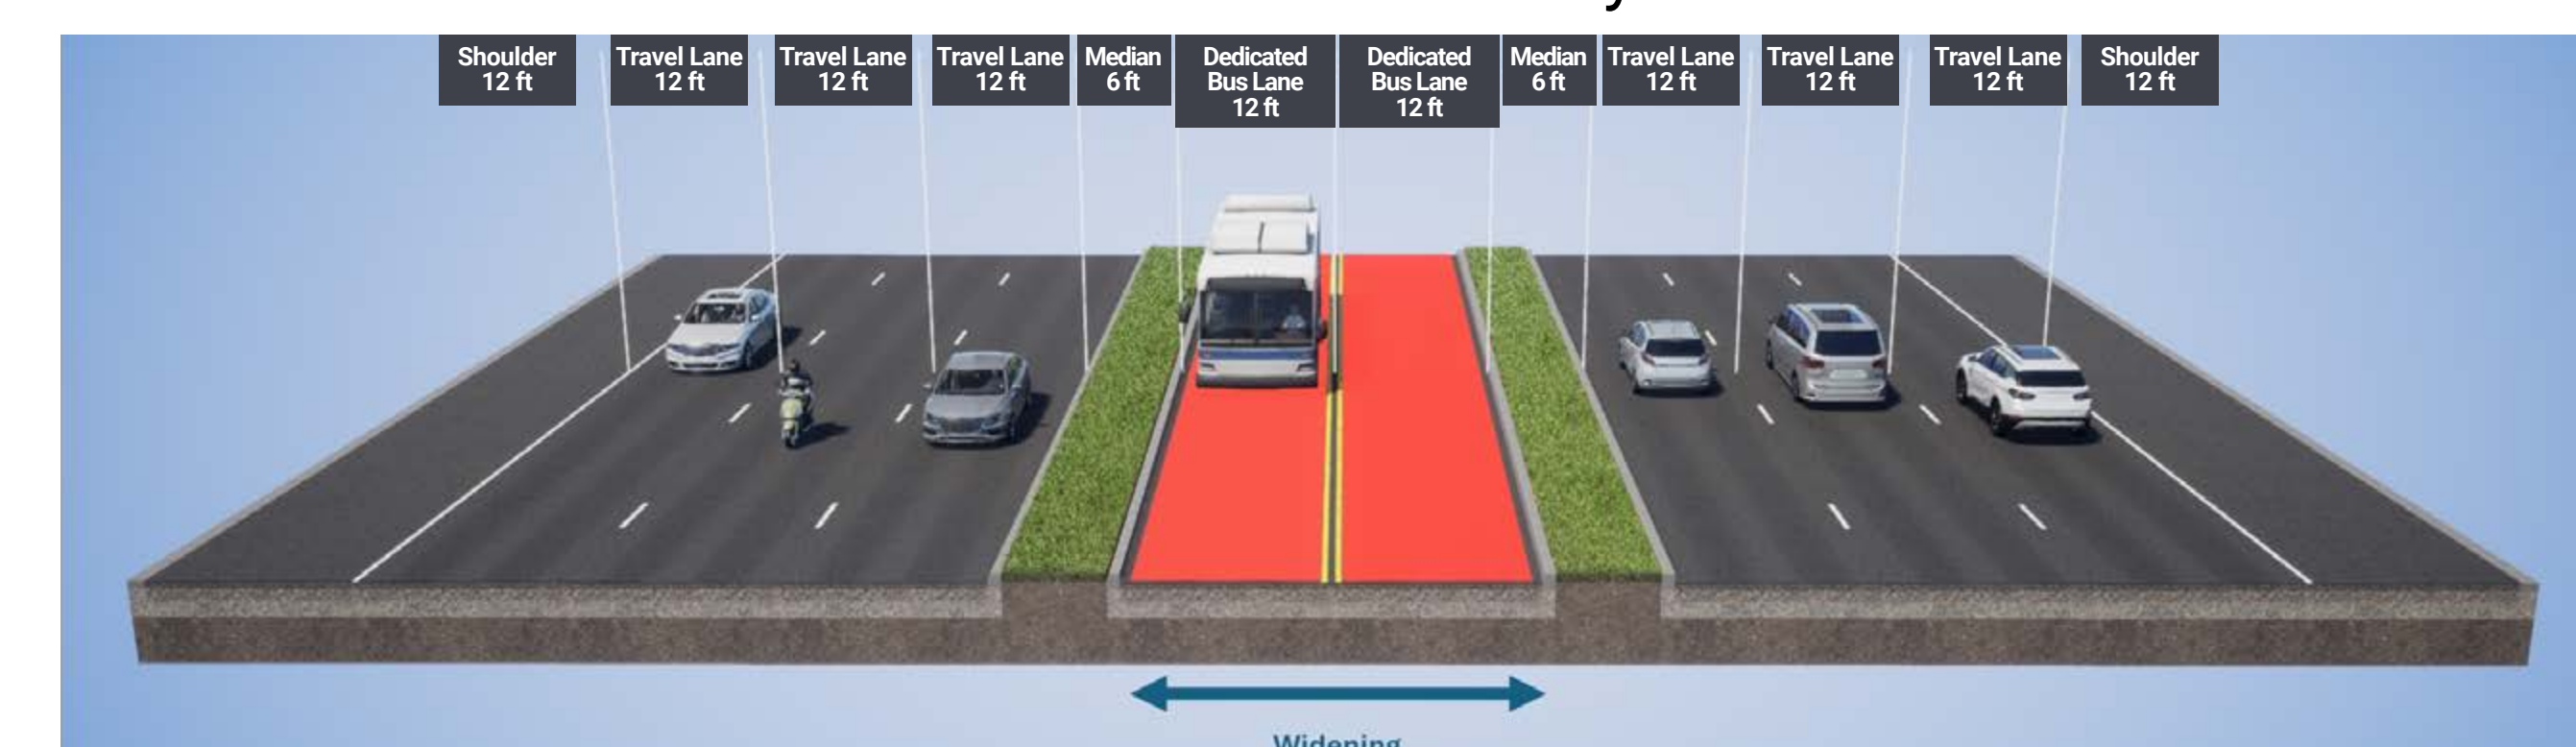 Shoulder
12 ft
Travel Lane
12 ft
Travel Lane
12 ft
Travel Lane
12 ft
Median
6 ft
Dedicated
Bus Lane
12 ft
Dedicated
Bus Lane
12 ft
Median
6 ft
Travel Lane
12 ft
Travel Lane
12 ft
Travel Lane
12 ft
Shoulder
12 ft
Widening